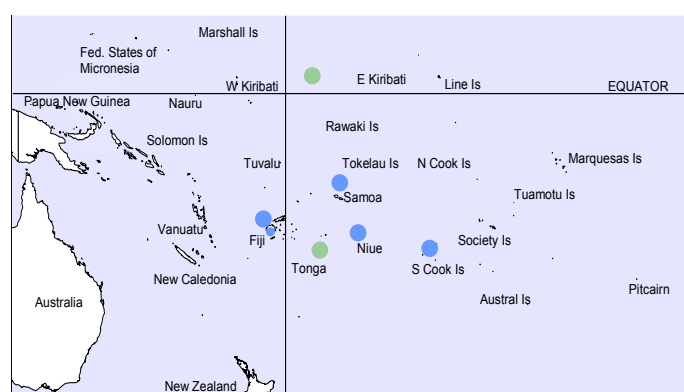 Marshall Is
Fed. States of
Micronesia
W Kiribati
E Kiribati
Line Is
EQUATOR
Papua New Guinea
Nauru
Rawaki Is
Solomon Is
Tuvalu
Tokelau Is
N Cook Is
Marquesas Is
Samoa
Tuamotu Is
Vanuatu
Fiji
Niue
Society Is
Tonga
S Cook Is
New Caledonia
Pitcairn
Australia
Austral Is
New Zealand